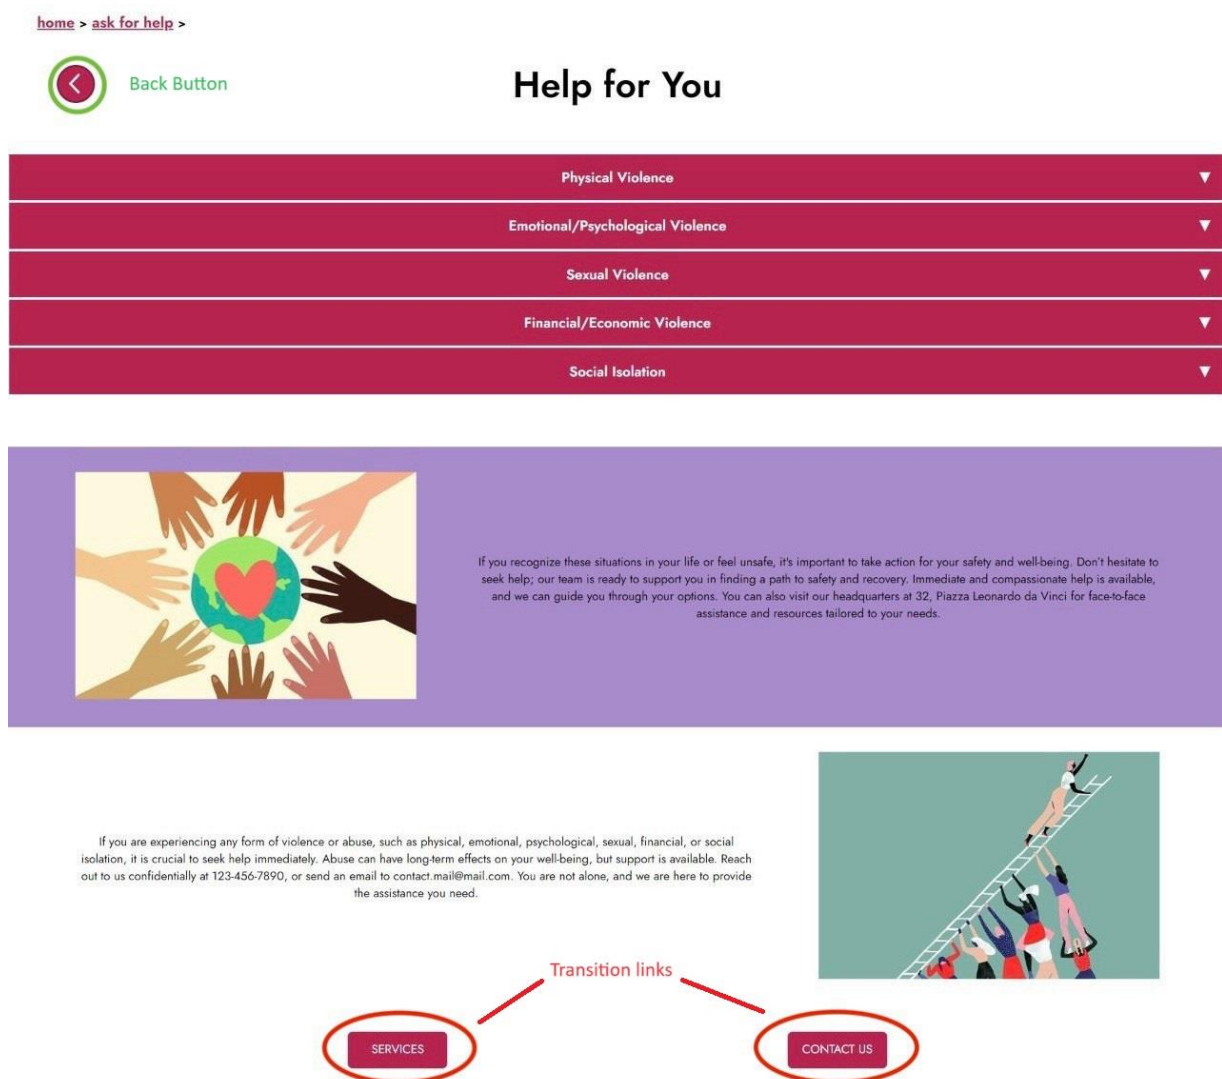 home > ask for help >
Back Button
Help for You
Physical Violence ▼
Emotional/Psychological Violence ▼
Sexual Violence ▼
Financial/Economic Violence ▼
Social Isolation ▼
If you recognize these situations in your life or feel unsafe, it's important to take action for your safety and well-being. Don't hesitate to
seek help; our team is ready to support you in finding a path to safety and recovery. Immediate and compassionate help is available,
and we can guide you through your options. You can also visit our headquarters at 32, Piazza Leonardo da Vinci for face-to-face
assistance and resources tailored to your needs.
If you are experiencing any form of violence or abuse, such as physical, emotional, psychological, sexual, financial, or social
isolation, it is crucial to seek help immediately. Abuse can have long-term effects on your well-being, but support is available. Reach
out to us confidentially at 123-456-7890, or send an email to contact.mail@mail.com. You are not alone, and we are here to provide
the assistance you need.
Transition links
SERVICES
CONTACT US